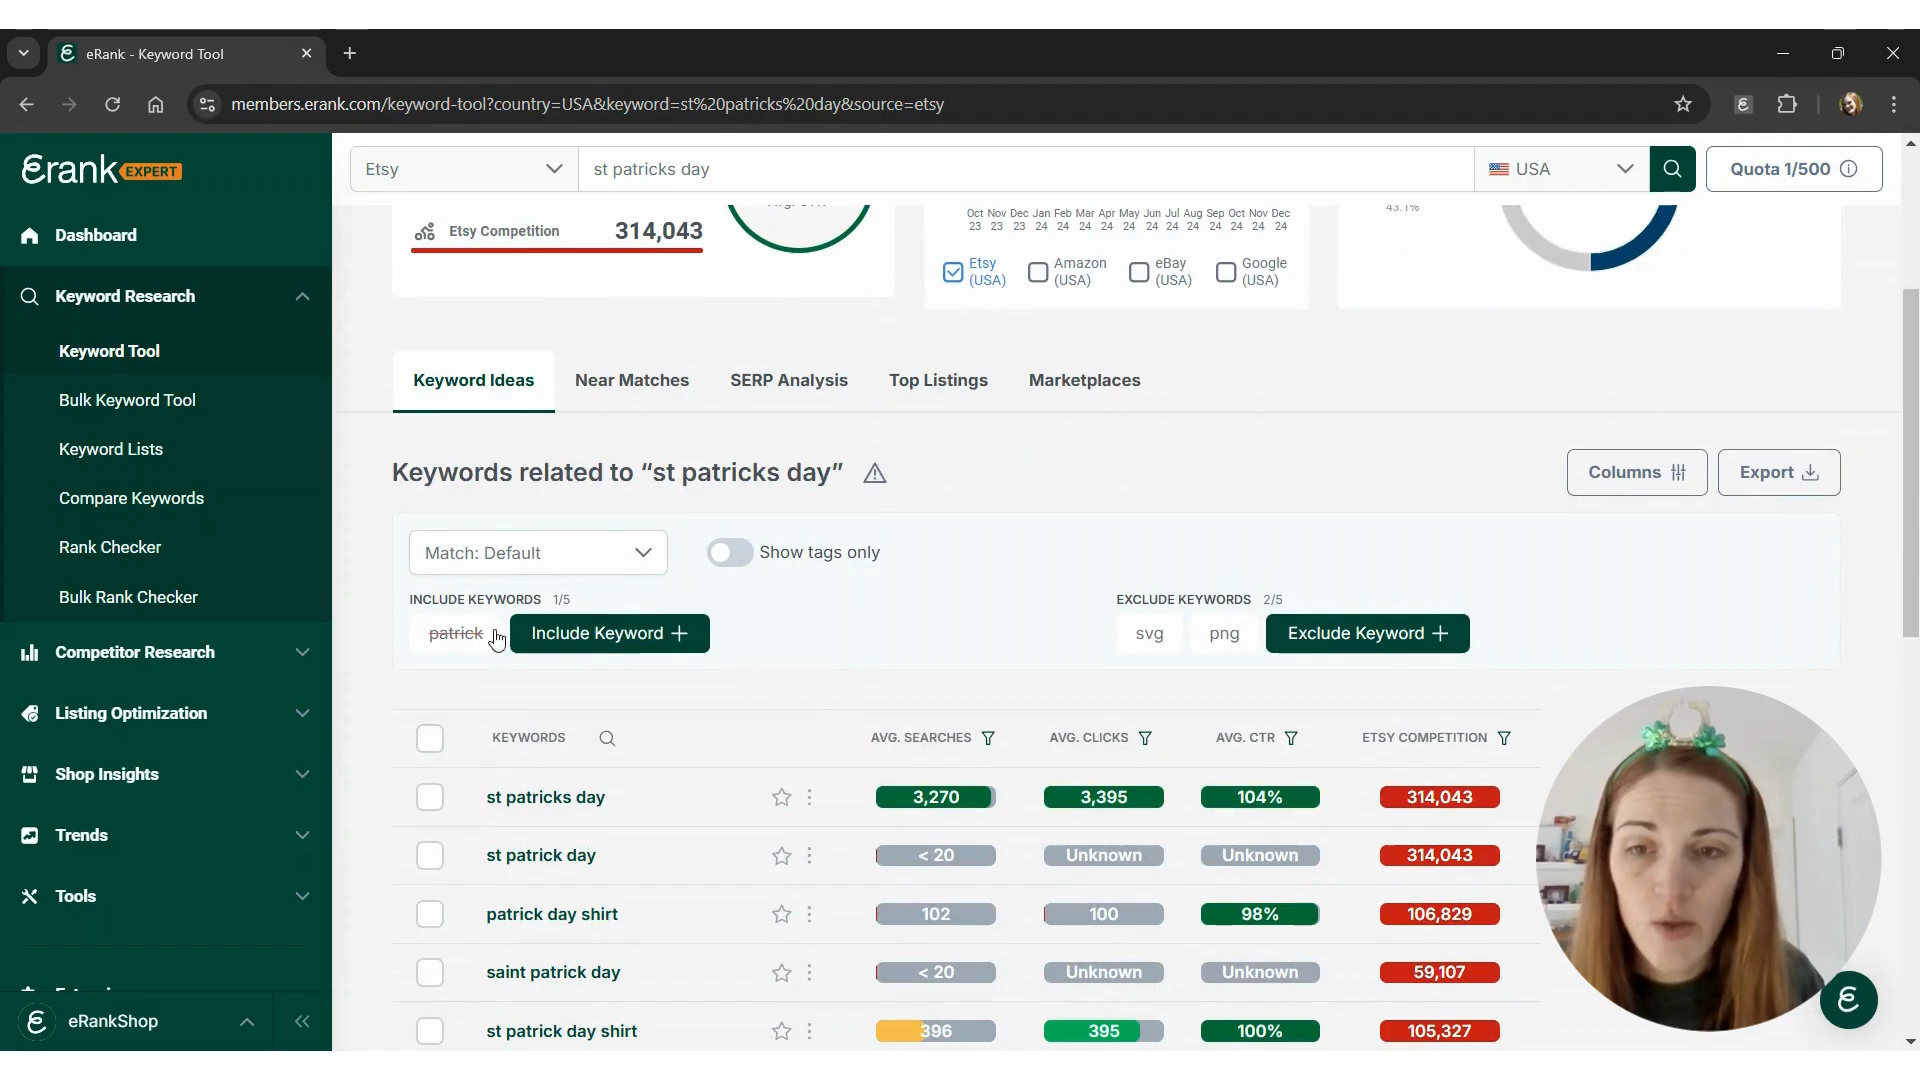 eRank - Keyword Tool
members.erank.com/keyword-tool?country=USA&keyword=st%20patricks%20day&source=etsy
erank EXPERT
Etsy
st patricks day
USA
Quota 1/500
Dashboard
Keyword Research
Keyword Tool
Bulk Keyword Tool
Keyword Lists
Compare Keywords
Rank Checker
Bulk Rank Checker
Competitor Research
Listing Optimization
Shop Insights
Trends
Tools
eRankShop
Etsy Competition 314,043
Oct Nov Dec Jan Feb Mar Apr May Jun Jul Aug Sep Oct Nov Dec
23 23 23 24 24 24 24 24 24 24 24 24 24 24 24
Etsy (USA)
Amazon (USA)
eBay (USA)
Google (USA)
43.1%
Keyword Ideas
Near Matches
SERP Analysis
Top Listings
Marketplaces
Keywords related to “st patricks day”
Columns
Export
Match: Default
Show tags only
INCLUDE KEYWORDS 1/5
patrick
Include Keyword +
EXCLUDE KEYWORDS 2/5
svg
png
Exclude Keyword +
KEYWORDS AVG. SEARCHES AVG. CLICKS AVG. CTR ETSY COMPETITION
st patricks day 3,270 3,395 104% 314,043
st patrick day < 20 Unknown Unknown 314,043
patrick day shirt 102 100 98% 106,829
saint patrick day < 20 Unknown Unknown 59,107
st patrick day shirt 396 395 100% 105,327